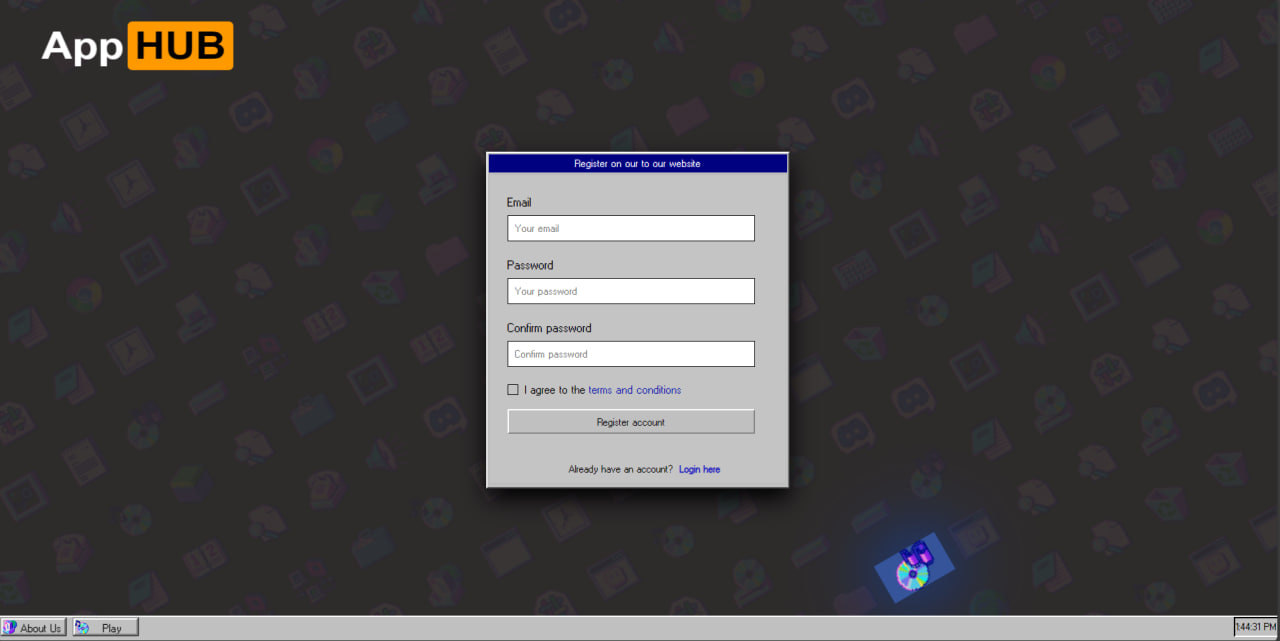 App HUB
Register on our to our website
Email
Your email
Password
Your password
Confirm password
Confirm password
I agree to the terms and conditions
Register account
Already have an account? Login here
About Us Play 1:44:31 PM